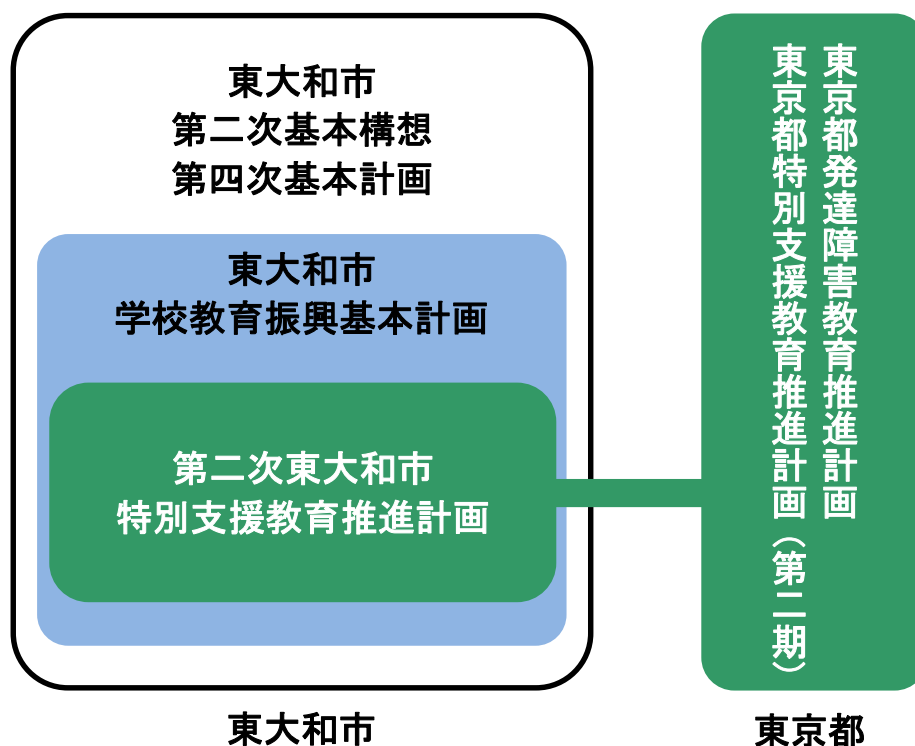 東大和市
第二次基本構想
第四次基本計画
東大和市
学校教育振興基本計画
第二次東大和市
特別支援教育推進計画
東大和市
東京都発達障害教育推進計画
東京都特別支援教育推進計画（第二期）
東京都